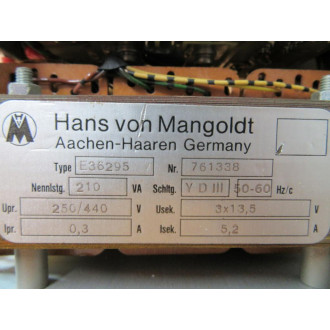 Hans von Mangoldt
Aachen-Haaren Germany
Type E36295 Nr. 761338
Nennlstg. 210 VA Schltg. Y D III 50-60 Hz/c
Upr. 250/440 V Usek. 3x13,5 V
Ipr. 0,3 A Isek. 5,2 A